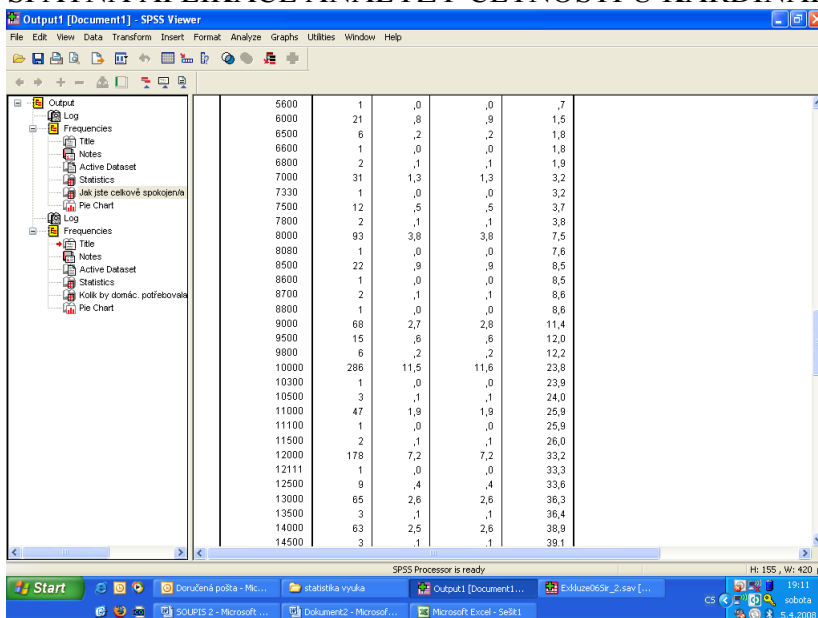 Output1 [Document1] - SPSS Viewer
File Edit View Data Transform Insert Format Analyze Graphs Utilities Window Help
Output
Log
Frequencies
Title
Notes
Active Dataset
Statistics
Jak jste celkově spokojen/a
Pie Chart
Log
Frequencies
Title
Notes
Active Dataset
Statistics
Kolik by domác. potřebovala
Pie Chart
5600 1 ,0 ,0 ,7
6000 21 ,8 ,9 1,5
6500 6 ,2 ,2 1,8
6600 1 ,0 ,0 1,8
6800 2 ,1 ,1 1,9
7000 31 1,3 1,3 3,2
7330 1 ,0 ,0 3,2
7500 12 ,5 ,5 3,7
7800 2 ,1 ,1 3,8
8000 93 3,8 3,8 7,5
8080 1 ,0 ,0 7,6
8500 22 ,9 ,9 8,5
8600 1 ,0 ,0 8,5
8700 2 ,1 ,1 8,6
8800 1 ,0 ,0 8,6
9000 68 2,7 2,8 11,4
9500 15 ,6 ,6 12,0
9800 6 ,2 ,2 12,2
10000 286 11,5 11,6 23,8
10300 1 ,0 ,0 23,9
10500 3 ,1 ,1 24,0
11000 47 1,9 1,9 25,9
11100 1 ,0 ,0 25,9
11500 2 ,1 ,1 26,0
12000 178 7,2 7,2 33,2
12111 1 ,0 ,0 33,3
12500 9 ,4 ,4 33,6
13000 65 2,6 2,6 36,3
13500 3 ,1 ,1 36,4
14000 63 2,5 2,6 38,9
14500 3 ,1 ,1 39,1
SPSS Processor is ready
H: 155 , W: 420
Start
Doručená pošta - Mic...
statistika vyuka
Output1 [Document1...
Exkluze06Sir_2.sav [...
SOUPIS 2 - Microsoft ...
Dokument2 - Microsof...
Microsoft Excel - Sešit1
CS
19:11
sobota
5.4.2008